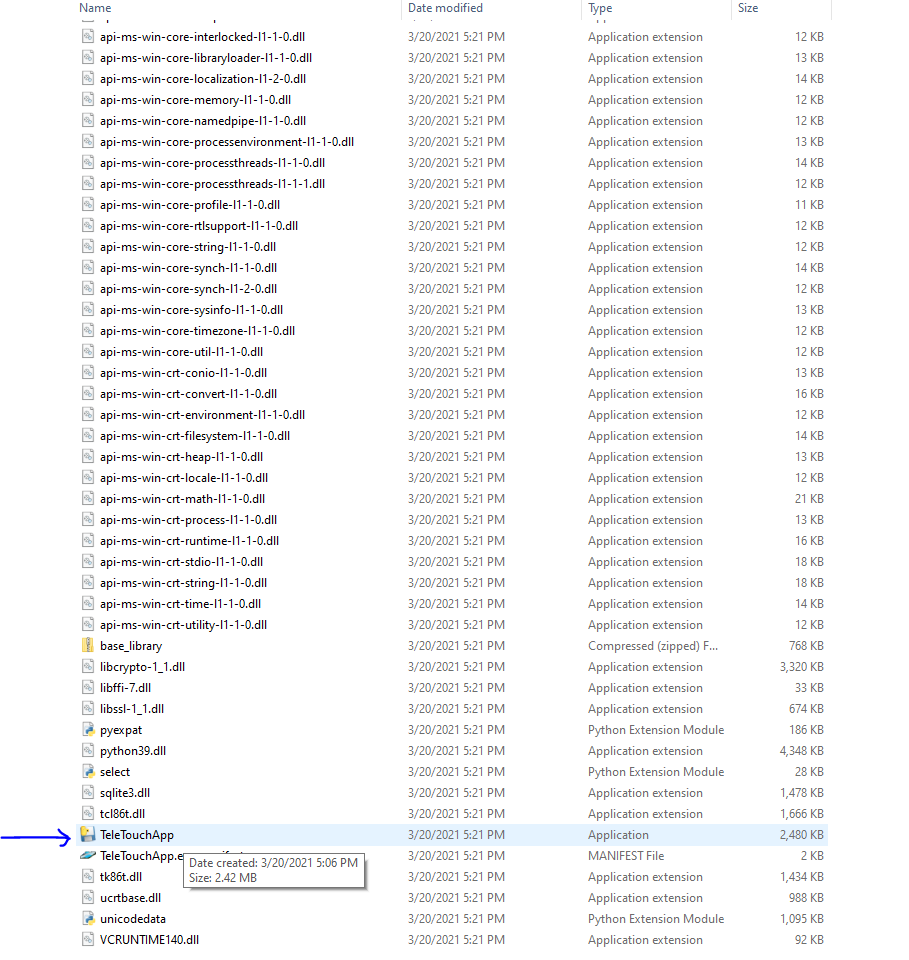 Name Date modified Type Size
api-ms-win-core-interlocked-l1-1-0.dll 3/20/2021 5:21 PM Application extension 12 KB
api-ms-win-core-libraryloader-l1-1-0.dll 3/20/2021 5:21 PM Application extension 13 KB
api-ms-win-core-localization-l1-2-0.dll 3/20/2021 5:21 PM Application extension 14 KB
api-ms-win-core-memory-l1-1-0.dll 3/20/2021 5:21 PM Application extension 12 KB
api-ms-win-core-namedpipe-l1-1-0.dll 3/20/2021 5:21 PM Application extension 12 KB
api-ms-win-core-processenvironment-l1-1-0.dll 3/20/2021 5:21 PM Application extension 13 KB
api-ms-win-core-processthreads-l1-1-0.dll 3/20/2021 5:21 PM Application extension 14 KB
api-ms-win-core-processthreads-l1-1-1.dll 3/20/2021 5:21 PM Application extension 12 KB
api-ms-win-core-profile-l1-1-0.dll 3/20/2021 5:21 PM Application extension 11 KB
api-ms-win-core-rtlsupport-l1-1-0.dll 3/20/2021 5:21 PM Application extension 12 KB
api-ms-win-core-string-l1-1-0.dll 3/20/2021 5:21 PM Application extension 12 KB
api-ms-win-core-synch-l1-1-0.dll 3/20/2021 5:21 PM Application extension 14 KB
api-ms-win-core-synch-l1-2-0.dll 3/20/2021 5:21 PM Application extension 12 KB
api-ms-win-core-sysinfo-l1-1-0.dll 3/20/2021 5:21 PM Application extension 13 KB
api-ms-win-core-timezone-l1-1-0.dll 3/20/2021 5:21 PM Application extension 12 KB
api-ms-win-core-util-l1-1-0.dll 3/20/2021 5:21 PM Application extension 12 KB
api-ms-win-crt-conio-l1-1-0.dll 3/20/2021 5:21 PM Application extension 13 KB
api-ms-win-crt-convert-l1-1-0.dll 3/20/2021 5:21 PM Application extension 16 KB
api-ms-win-crt-environment-l1-1-0.dll 3/20/2021 5:21 PM Application extension 12 KB
api-ms-win-crt-filesystem-l1-1-0.dll 3/20/2021 5:21 PM Application extension 14 KB
api-ms-win-crt-heap-l1-1-0.dll 3/20/2021 5:21 PM Application extension 13 KB
api-ms-win-crt-locale-l1-1-0.dll 3/20/2021 5:21 PM Application extension 12 KB
api-ms-win-crt-math-l1-1-0.dll 3/20/2021 5:21 PM Application extension 21 KB
api-ms-win-crt-process-l1-1-0.dll 3/20/2021 5:21 PM Application extension 13 KB
api-ms-win-crt-runtime-l1-1-0.dll 3/20/2021 5:21 PM Application extension 16 KB
api-ms-win-crt-stdio-l1-1-0.dll 3/20/2021 5:21 PM Application extension 18 KB
api-ms-win-crt-string-l1-1-0.dll 3/20/2021 5:21 PM Application extension 18 KB
api-ms-win-crt-time-l1-1-0.dll 3/20/2021 5:21 PM Application extension 14 KB
api-ms-win-crt-utility-l1-1-0.dll 3/20/2021 5:21 PM Application extension 12 KB
base_library 3/20/2021 5:21 PM Compressed (zipped) F... 768 KB
libcrypto-1_1.dll 3/20/2021 5:21 PM Application extension 3,320 KB
libffi-7.dll 3/20/2021 5:21 PM Application extension 33 KB
libssl-1_1.dll 3/20/2021 5:21 PM Application extension 674 KB
pyexpat 3/20/2021 5:21 PM Python Extension Module 186 KB
python39.dll 3/20/2021 5:21 PM Application extension 4,348 KB
select 3/20/2021 5:21 PM Python Extension Module 28 KB
sqlite3.dll 3/20/2021 5:21 PM Application extension 1,478 KB
tcl86t.dll 3/20/2021 5:21 PM Application extension 1,666 KB
TeleTouchApp 3/20/2021 5:21 PM Application 2,480 KB
TeleTouchApp.e 3/20/2021 5:21 PM MANIFEST File 2 KB
Date created: 3/20/2021 5:06 PM
Size: 2.42 MB
tk86t.dll 3/20/2021 5:21 PM Application extension 1,434 KB
ucrtbase.dll 3/20/2021 5:21 PM Application extension 988 KB
unicodedata 3/20/2021 5:21 PM Python Extension Module 1,095 KB
VCRUNTIME140.dll 3/20/2021 5:21 PM Application extension 92 KB